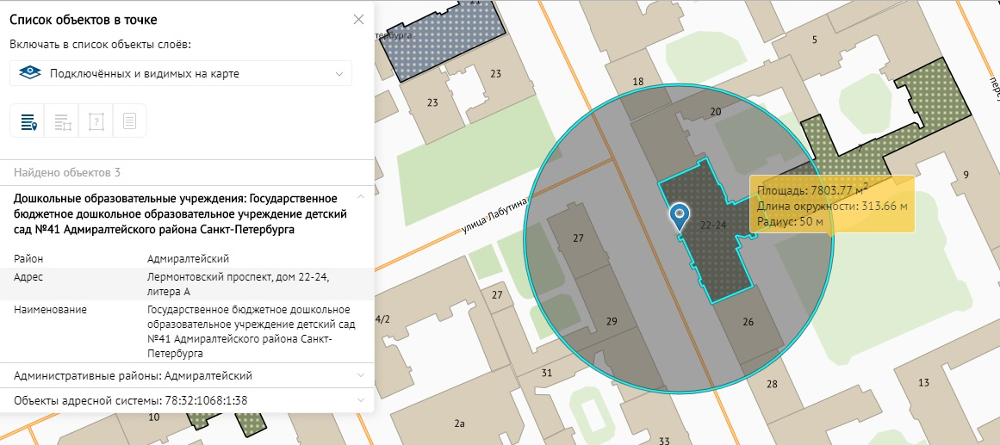 Список объектов в точке
Включать в список объекты слоёв:
Подключённых и видимых на карте
?
Найдено объектов 3
Дошкольные образовательные учреждения: Государственное
бюджетное дошкольное образовательное учреждение детский
сад №41 Адмиралтейского района Санкт-Петербурга
Район Адмиралтейский
Адрес Лермонтовский проспект, дом 22-24,
литера А
Наименование Государственное бюджетное дошкольное
образовательное учреждение детский сад
№41 Адмиралтейского района Санкт-
Петербурга
Административные районы: Адмиралтейский
Объекты адресной системы: 78:32:1068:1:38
21
тербурга
23
23
5
18
20
7
9
улица Лабутина
Площадь: 7803.77 м²
Длина окружности: 313.66 м
Радиус: 50 м
22-24
27
27
4/2
29
26
31
28
13
10
2а
33